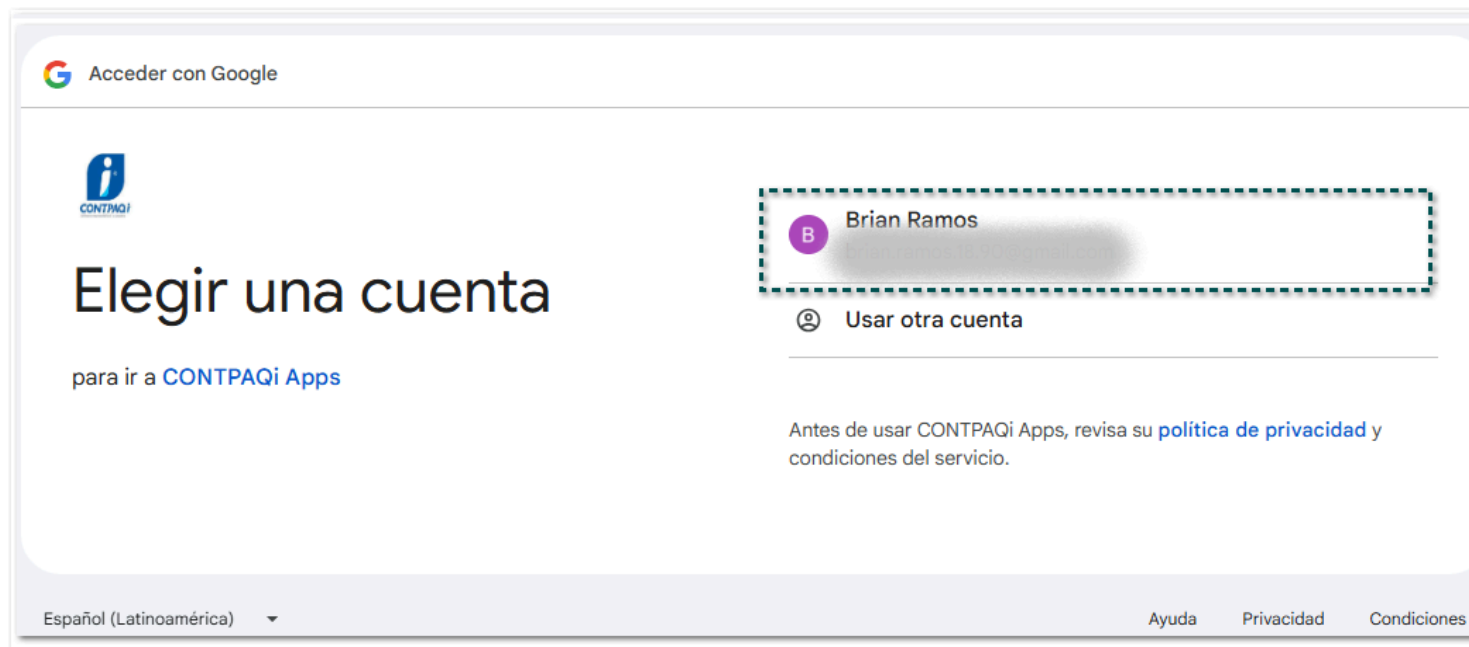 Acceder con Google
CONTPAQi
Elegir una cuenta
para ir a CONTPAQi Apps
B
Brian Ramos
Usar otra cuenta
Antes de usar CONTPAQi Apps, revisa su política de privacidad y
condiciones del servicio.
Español (Latinoamérica)
Ayuda
Privacidad
Condiciones